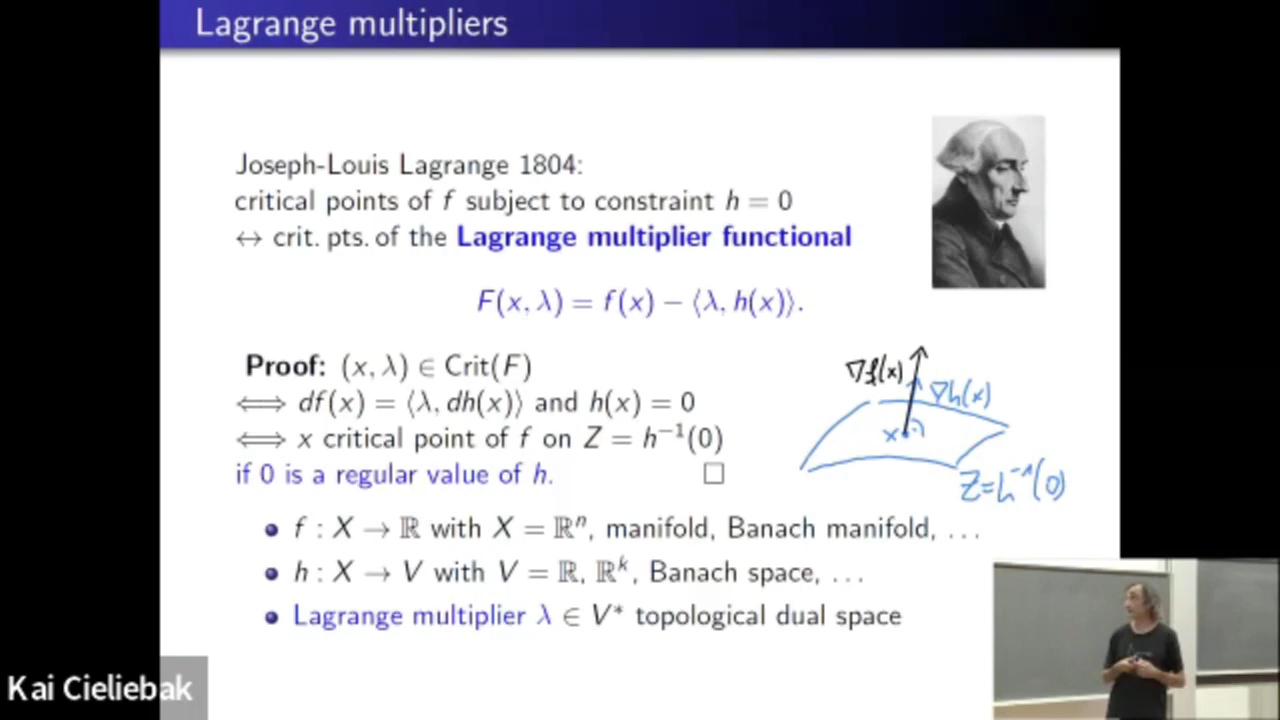 Lagrange multipliers
Joseph-Louis Lagrange 1804:
critical points of f subject to constraint h = 0
↔ crit. pts. of the Lagrange multiplier functional
F(x, λ) = f(x) − ⟨λ, h(x)⟩.
Proof: (x, λ) ∈ Crit(F)
⟺ df(x) = ⟨λ, dh(x)⟩ and h(x) = 0
⟺ x critical point of f on Z = h⁻¹(0)
if 0 is a regular value of h. □
∇f(x)
∇h(x)
x
Z=h⁻¹(0)
• f : X → ℝ with X = ℝⁿ, manifold, Banach manifold, …
• h : X → V with V = ℝ, ℝᵏ, Banach space, …
• Lagrange multiplier λ ∈ V* topological dual space
Kai Cieliebak